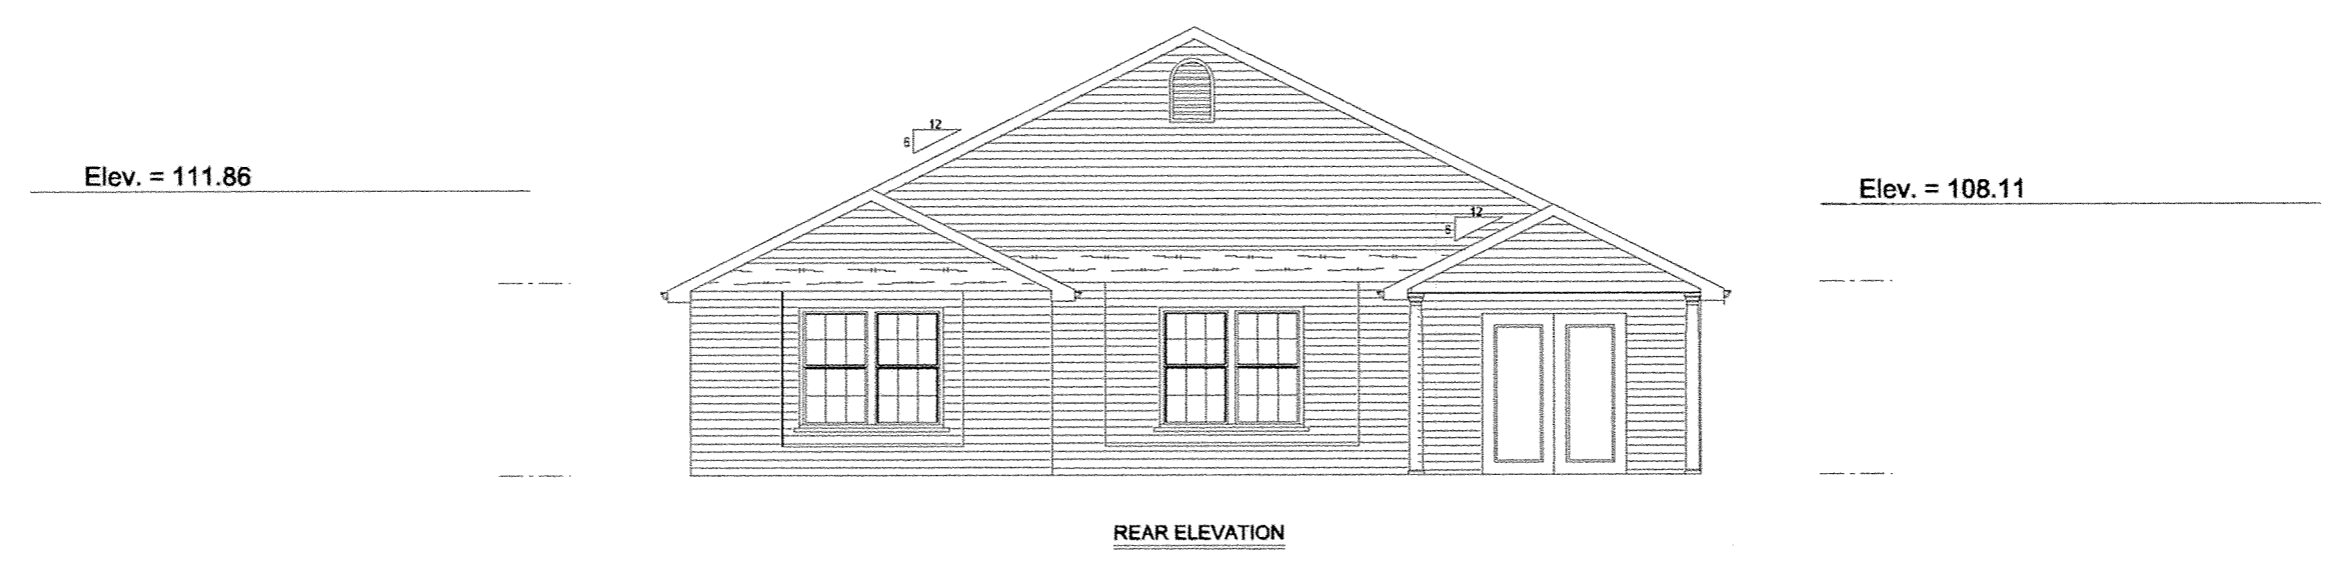 12
6
Elev. = 111.86
Elev. = 108.11
12
6
REAR ELEVATION